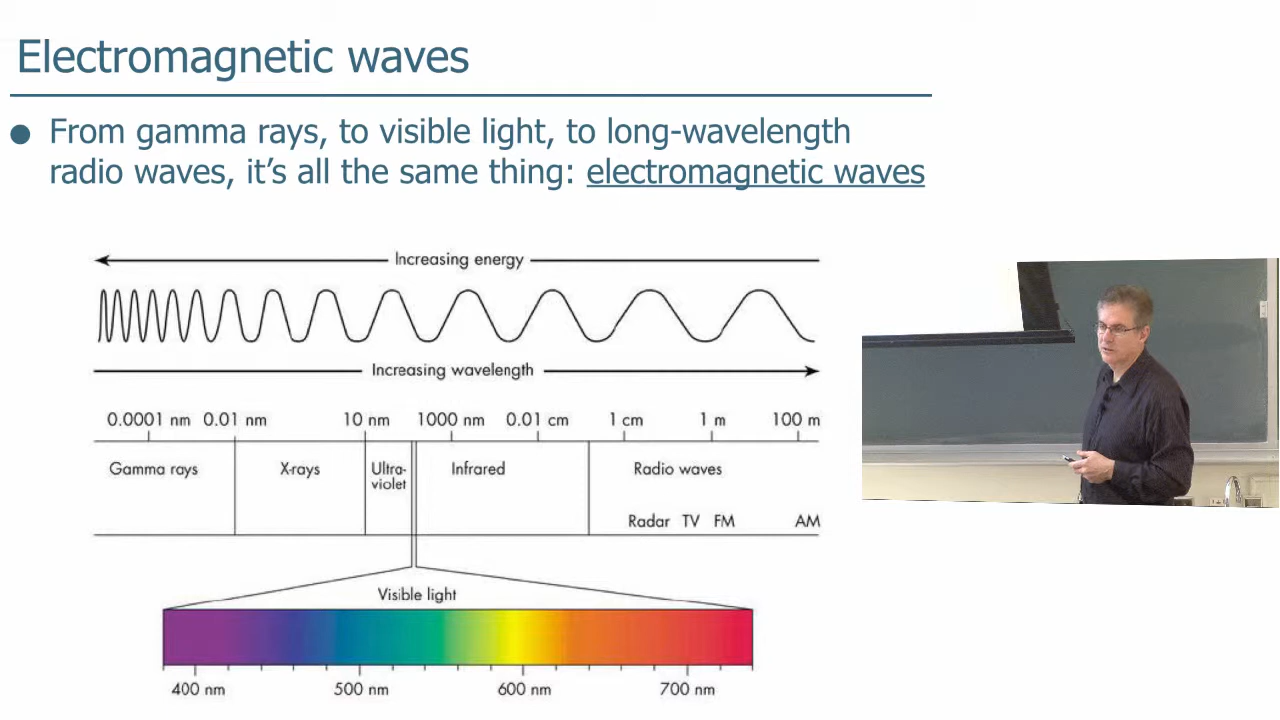 Electromagnetic waves
● From gamma rays, to visible light, to long-wavelength
radio waves, it’s all the same thing: electromagnetic waves
Increasing energy
Increasing wavelength
0.0001 nm 0.01 nm 10 nm 1000 nm 0.01 cm 1 cm 1 m 100 m
Gamma rays X-rays Ultra- Infrared Radio waves
violet
Radar TV FM AM
Visible light
400 nm 500 nm 600 nm 700 nm